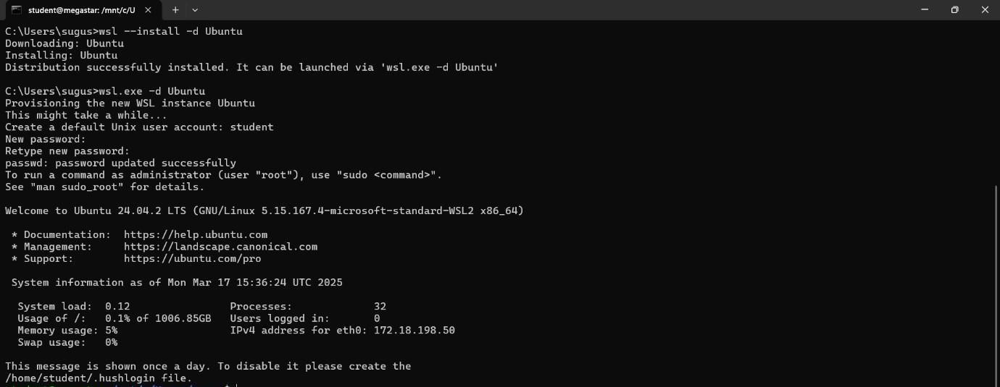 student@megastar: /mnt/c/U
C:\Users\sugus>wsl --install -d Ubuntu
Downloading: Ubuntu
Installing: Ubuntu
Distribution successfully installed. It can be launched via 'wsl.exe -d Ubuntu'
C:\Users\sugus>wsl.exe -d Ubuntu
Provisioning the new WSL instance Ubuntu
This might take a while...
Create a default Unix user account: student
New password:
Retype new password:
passwd: password updated successfully
To run a command as administrator (user "root"), use "sudo <command>".
See "man sudo_root" for details.
Welcome to Ubuntu 24.04.2 LTS (GNU/Linux 5.15.167.4-microsoft-standard-WSL2 x86_64)
* Documentation:  https://help.ubuntu.com
* Management:     https://landscape.canonical.com
* Support:        https://ubuntu.com/pro
System information as of Mon Mar 17 15:36:24 UTC 2025
System load:  0.12                Processes:             32
Usage of /:   0.1% of 1006.85GB   Users logged in:       0
Memory usage: 5%                  IPv4 address for eth0: 172.18.198.50
Swap usage:   0%
This message is shown once a day. To disable it please create the
/home/student/.hushlogin file.